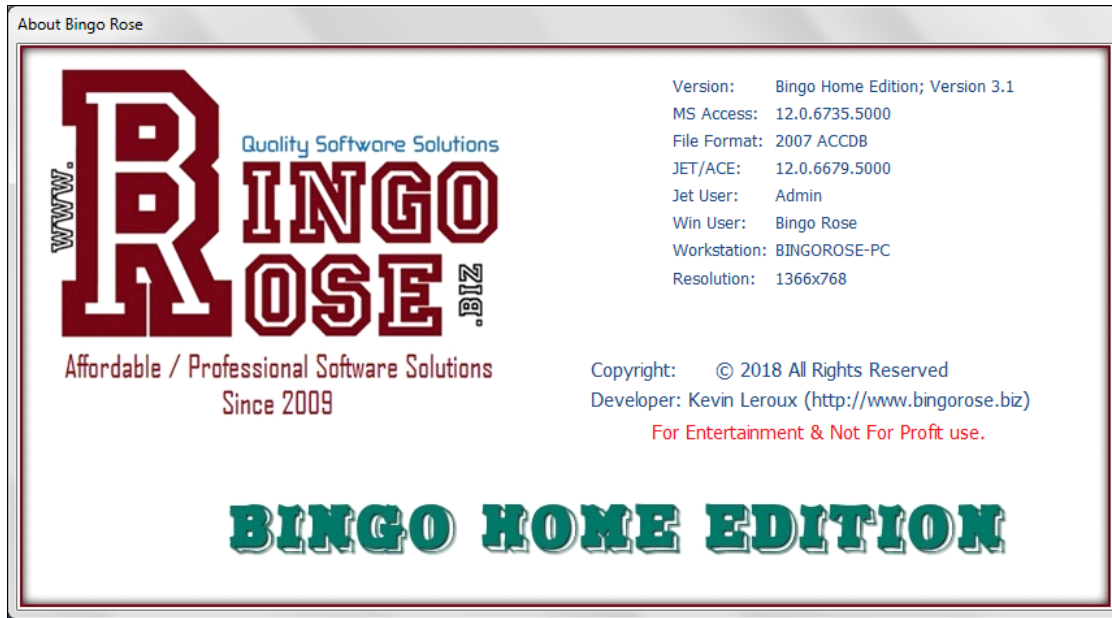 About Bingo Rose
www.
Quality Software Solutions
BINGO
ROSE
.BIZ
Affordable / Professional Software Solutions
Since 2009
Version: Bingo Home Edition; Version 3.1
MS Access: 12.0.6735.5000
File Format: 2007 ACCDB
JET/ACE: 12.0.6679.5000
Jet User: Admin
Win User: Bingo Rose
Workstation: BINGOROSE-PC
Resolution: 1366x768
Copyright: © 2018 All Rights Reserved
Developer: Kevin Leroux (http://www.bingorose.biz)
For Entertainment & Not For Profit use.
BINGO HOME EDITION